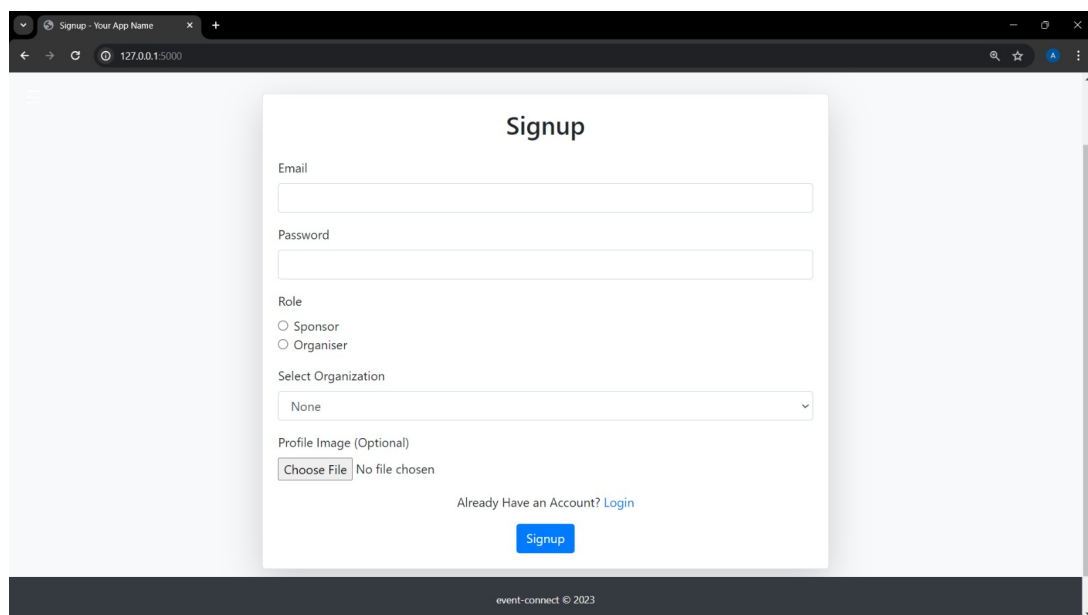 Signup - Your App Name
127.0.0.1:5000
A
Signup
Email
Password
Role
Sponsor
Organiser
Select Organization
None
Profile Image (Optional)
Choose File No file chosen
Already Have an Account? Login
Signup
event-connect © 2023